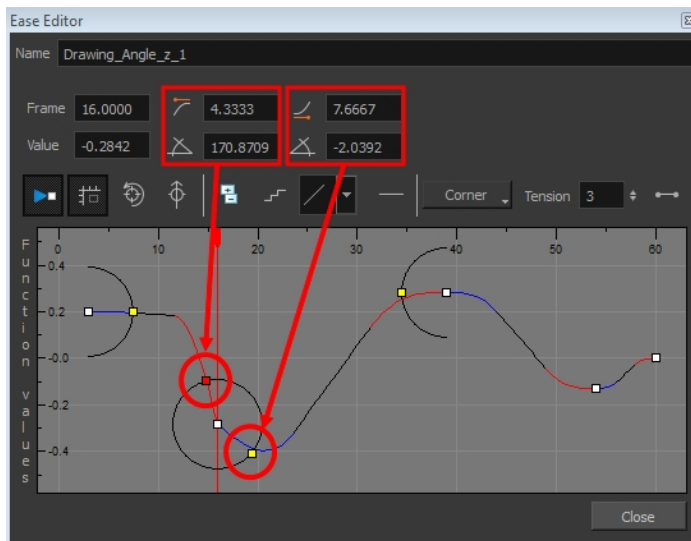 Ease Editor
Name Drawing_Angle_z_1
Frame 16.0000 4.3333 7.6667
Value -0.2842 170.8709 -2.0392
Corner Tension 3
0 10 20 30 40 50 60
0.4
0.2
-0.0
-0.2
-0.4
Function values
Close